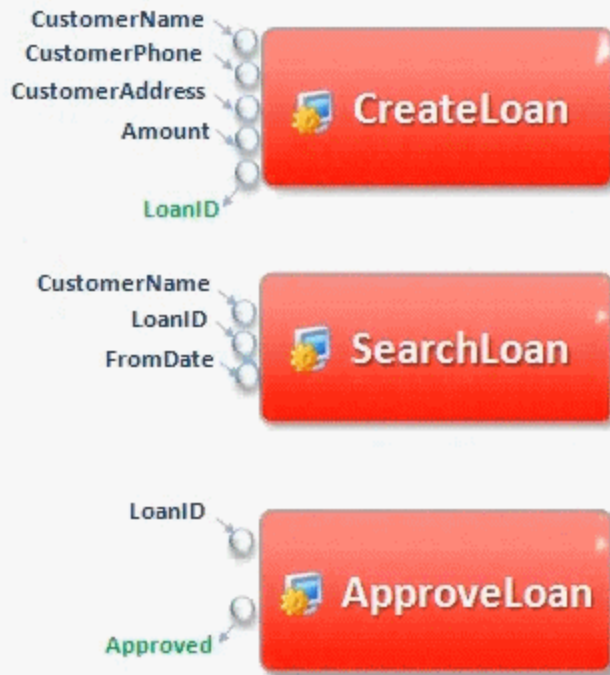 CustomerName
CustomerPhone
CustomerAddress
Amount
LoanID
CreateLoan
CustomerName
LoanID
FromDate
SearchLoan
LoanID
Approved
ApproveLoan